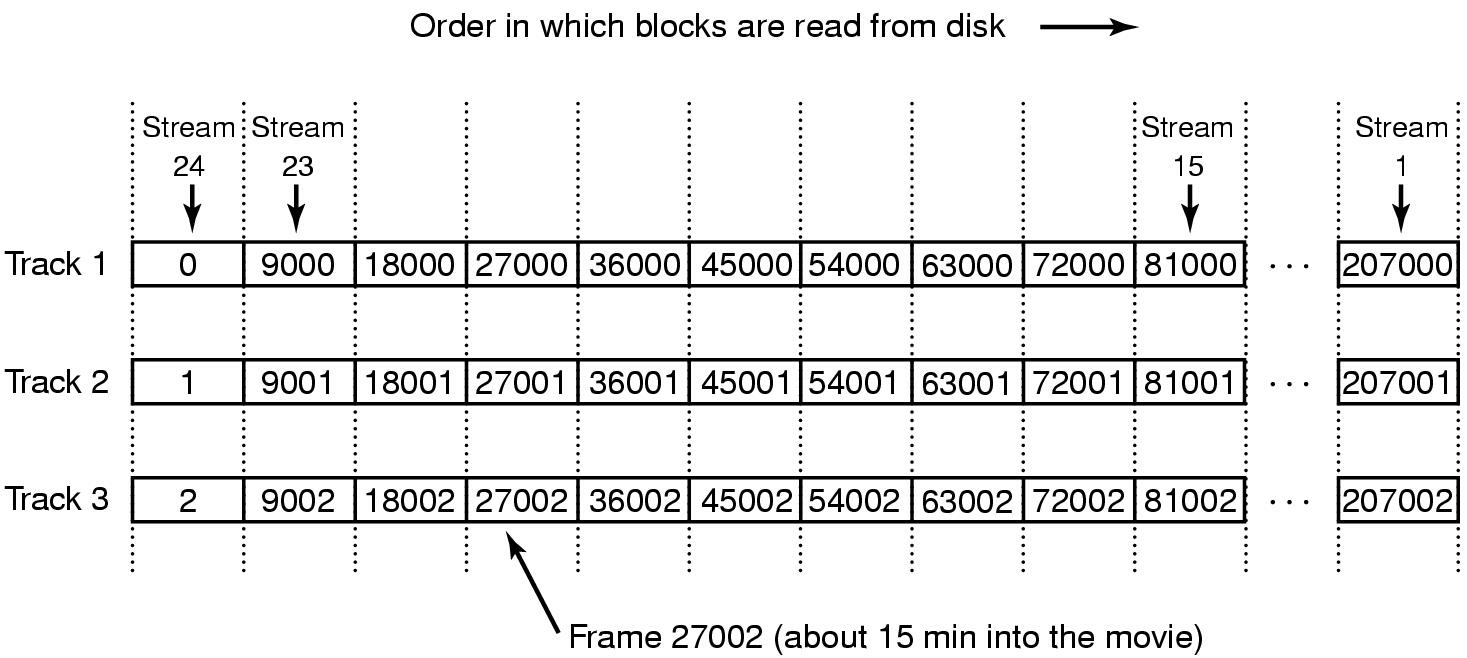 Order in which blocks are read from disk
Stream Stream Stream Stream
24 23 15 1
Track 1 0 9000 18000 27000 36000 45000 54000 63000 72000 81000 ... 207000
Track 2 1 9001 18001 27001 36001 45001 54001 63001 72001 81001 ... 207001
Track 3 2 9002 18002 27002 36002 45002 54002 63002 72002 81002 ... 207002
Frame 27002 (about 15 min into the movie)